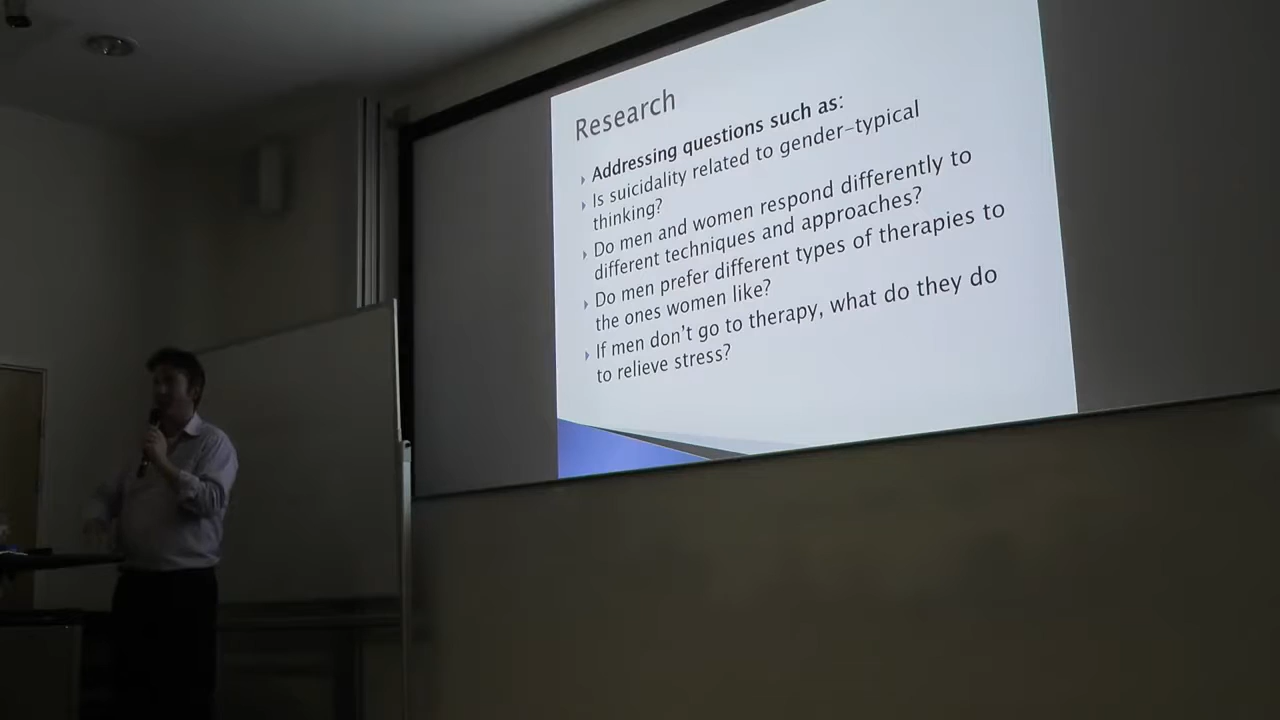 Research
Addressing questions such as:
Is suicidality related to gender-typical
thinking?
Do men and women respond differently to
different techniques and approaches?
Do men prefer different types of therapies to
the ones women like?
If men don't go to therapy, what do they do
to relieve stress?